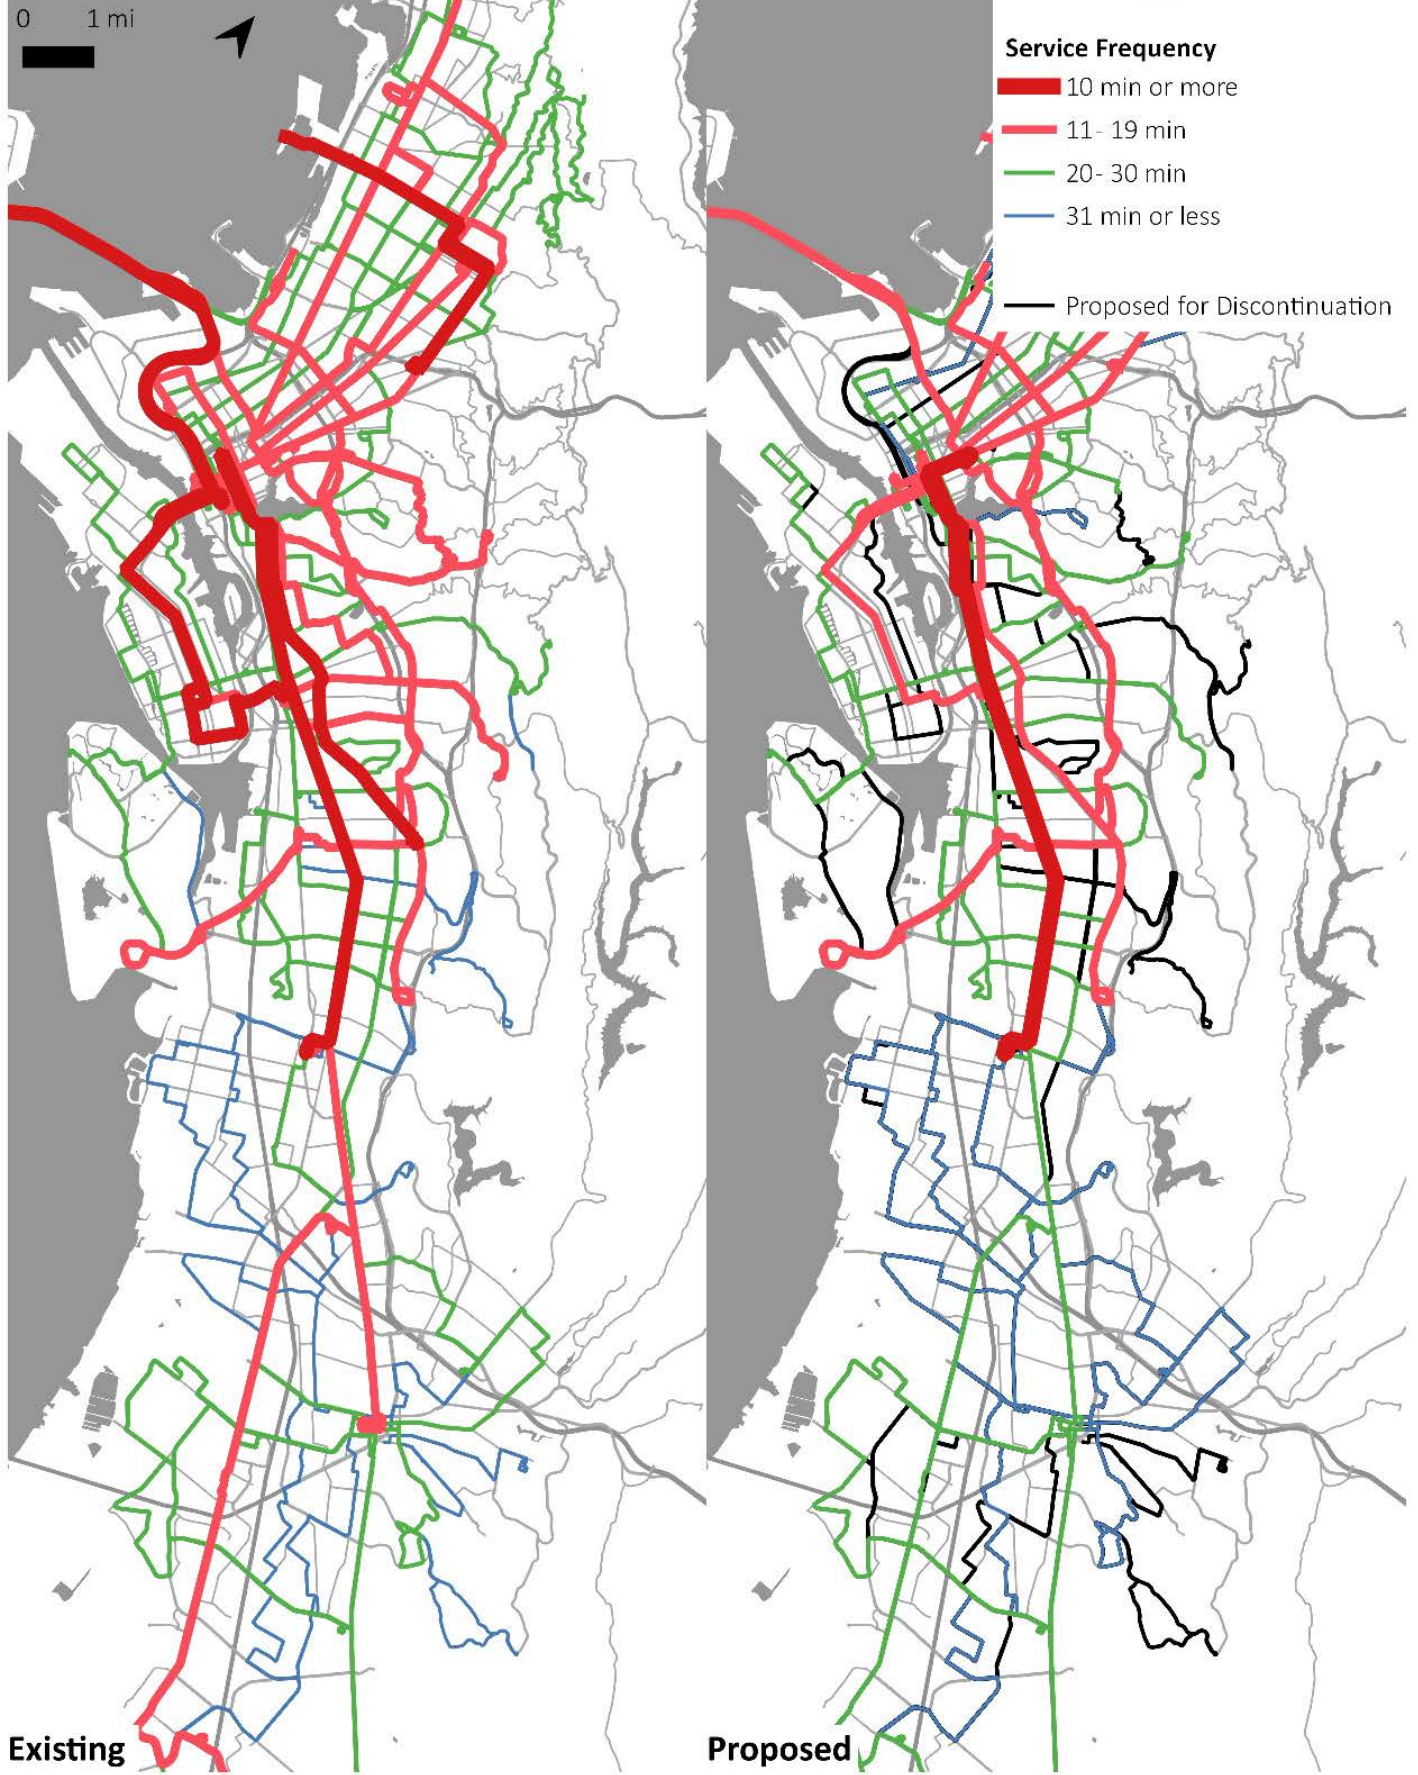 0 1 mi
Service Frequency
10 min or more
11- 19 min
20- 30 min
31 min or less
Proposed for Discontinuation
Existing
Proposed